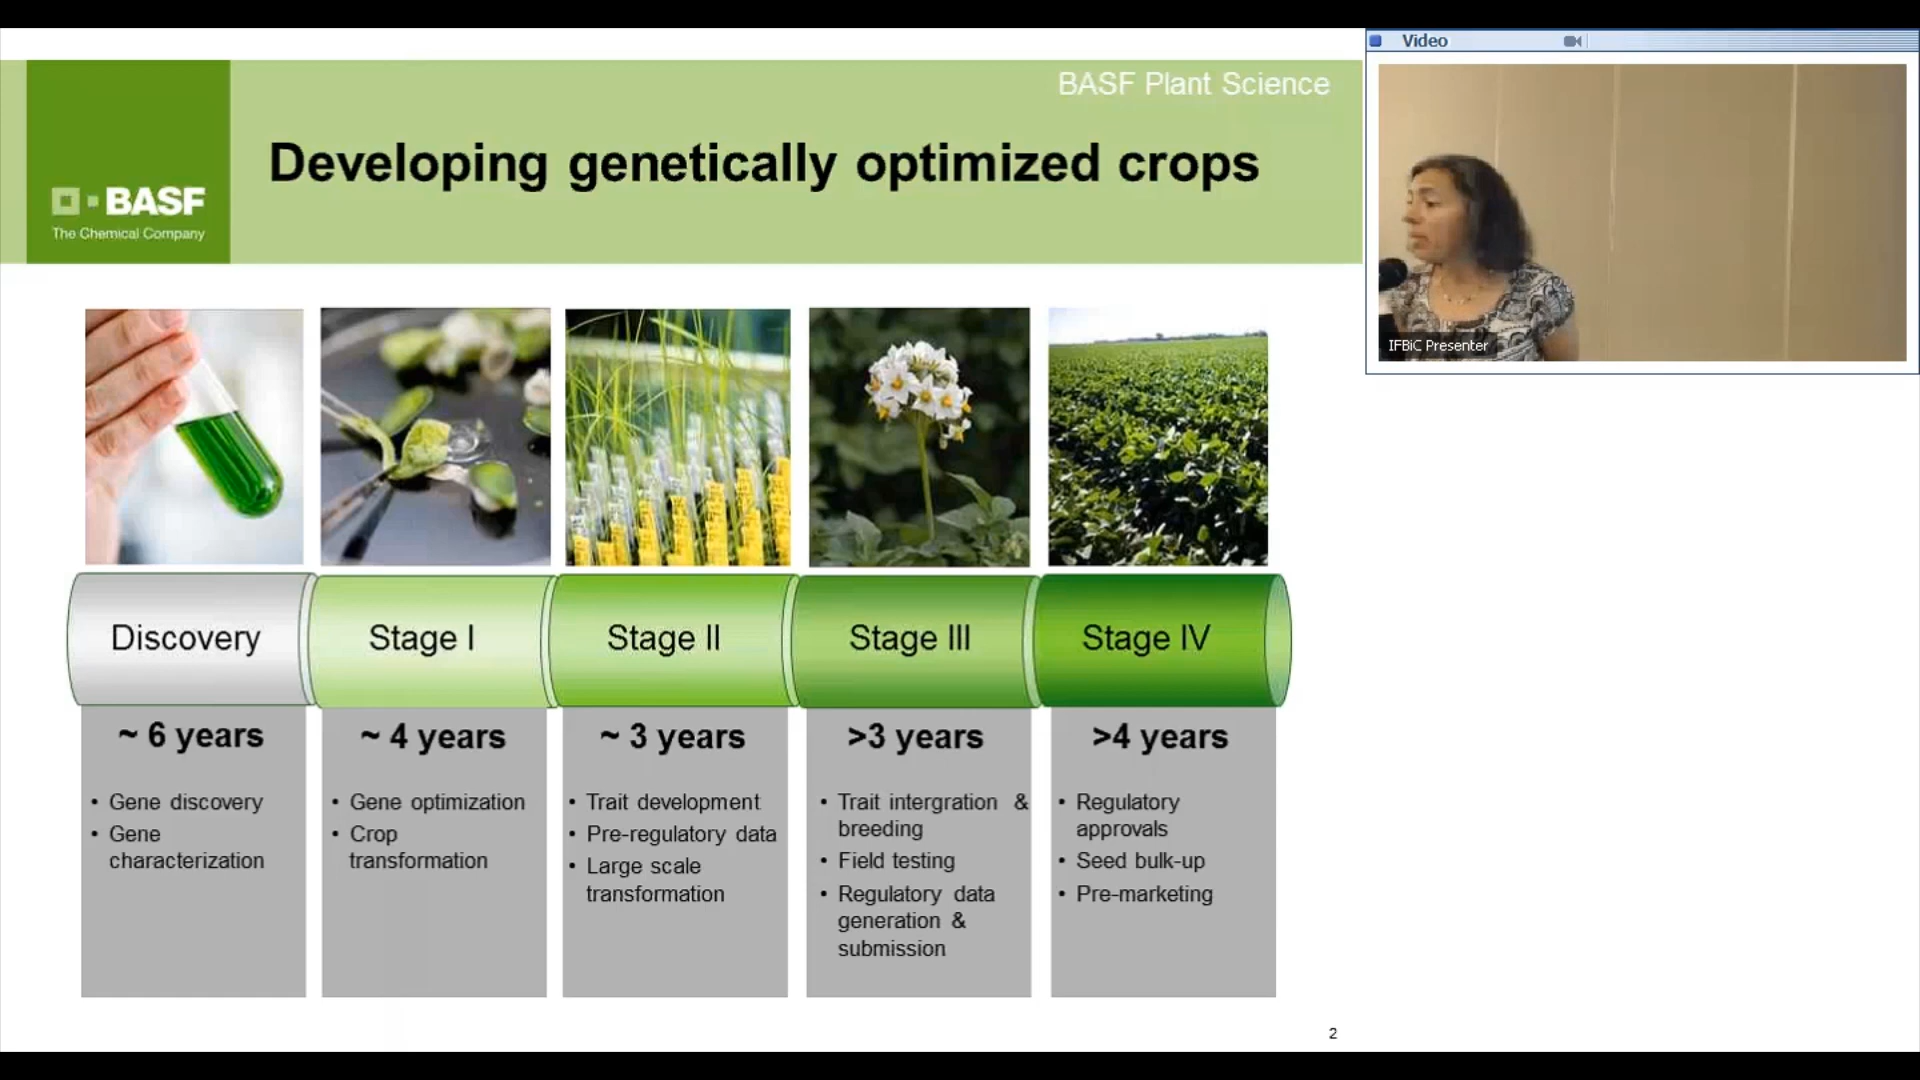 BASF Plant Science
Developing genetically optimized crops
BASF
The Chemical Company
Video
IFBiC Presenter
Discovery
Stage I
Stage II
Stage III
Stage IV
~ 6 years
• Gene discovery
• Gene
characterization
~ 4 years
• Gene optimization
• Crop
transformation
~ 3 years
• Trait development
• Pre-regulatory data
• Large scale
transformation
>3 years
• Trait intergration &
breeding
• Field testing
• Regulatory data
generation &
submission
>4 years
• Regulatory
approvals
• Seed bulk-up
• Pre-marketing
2